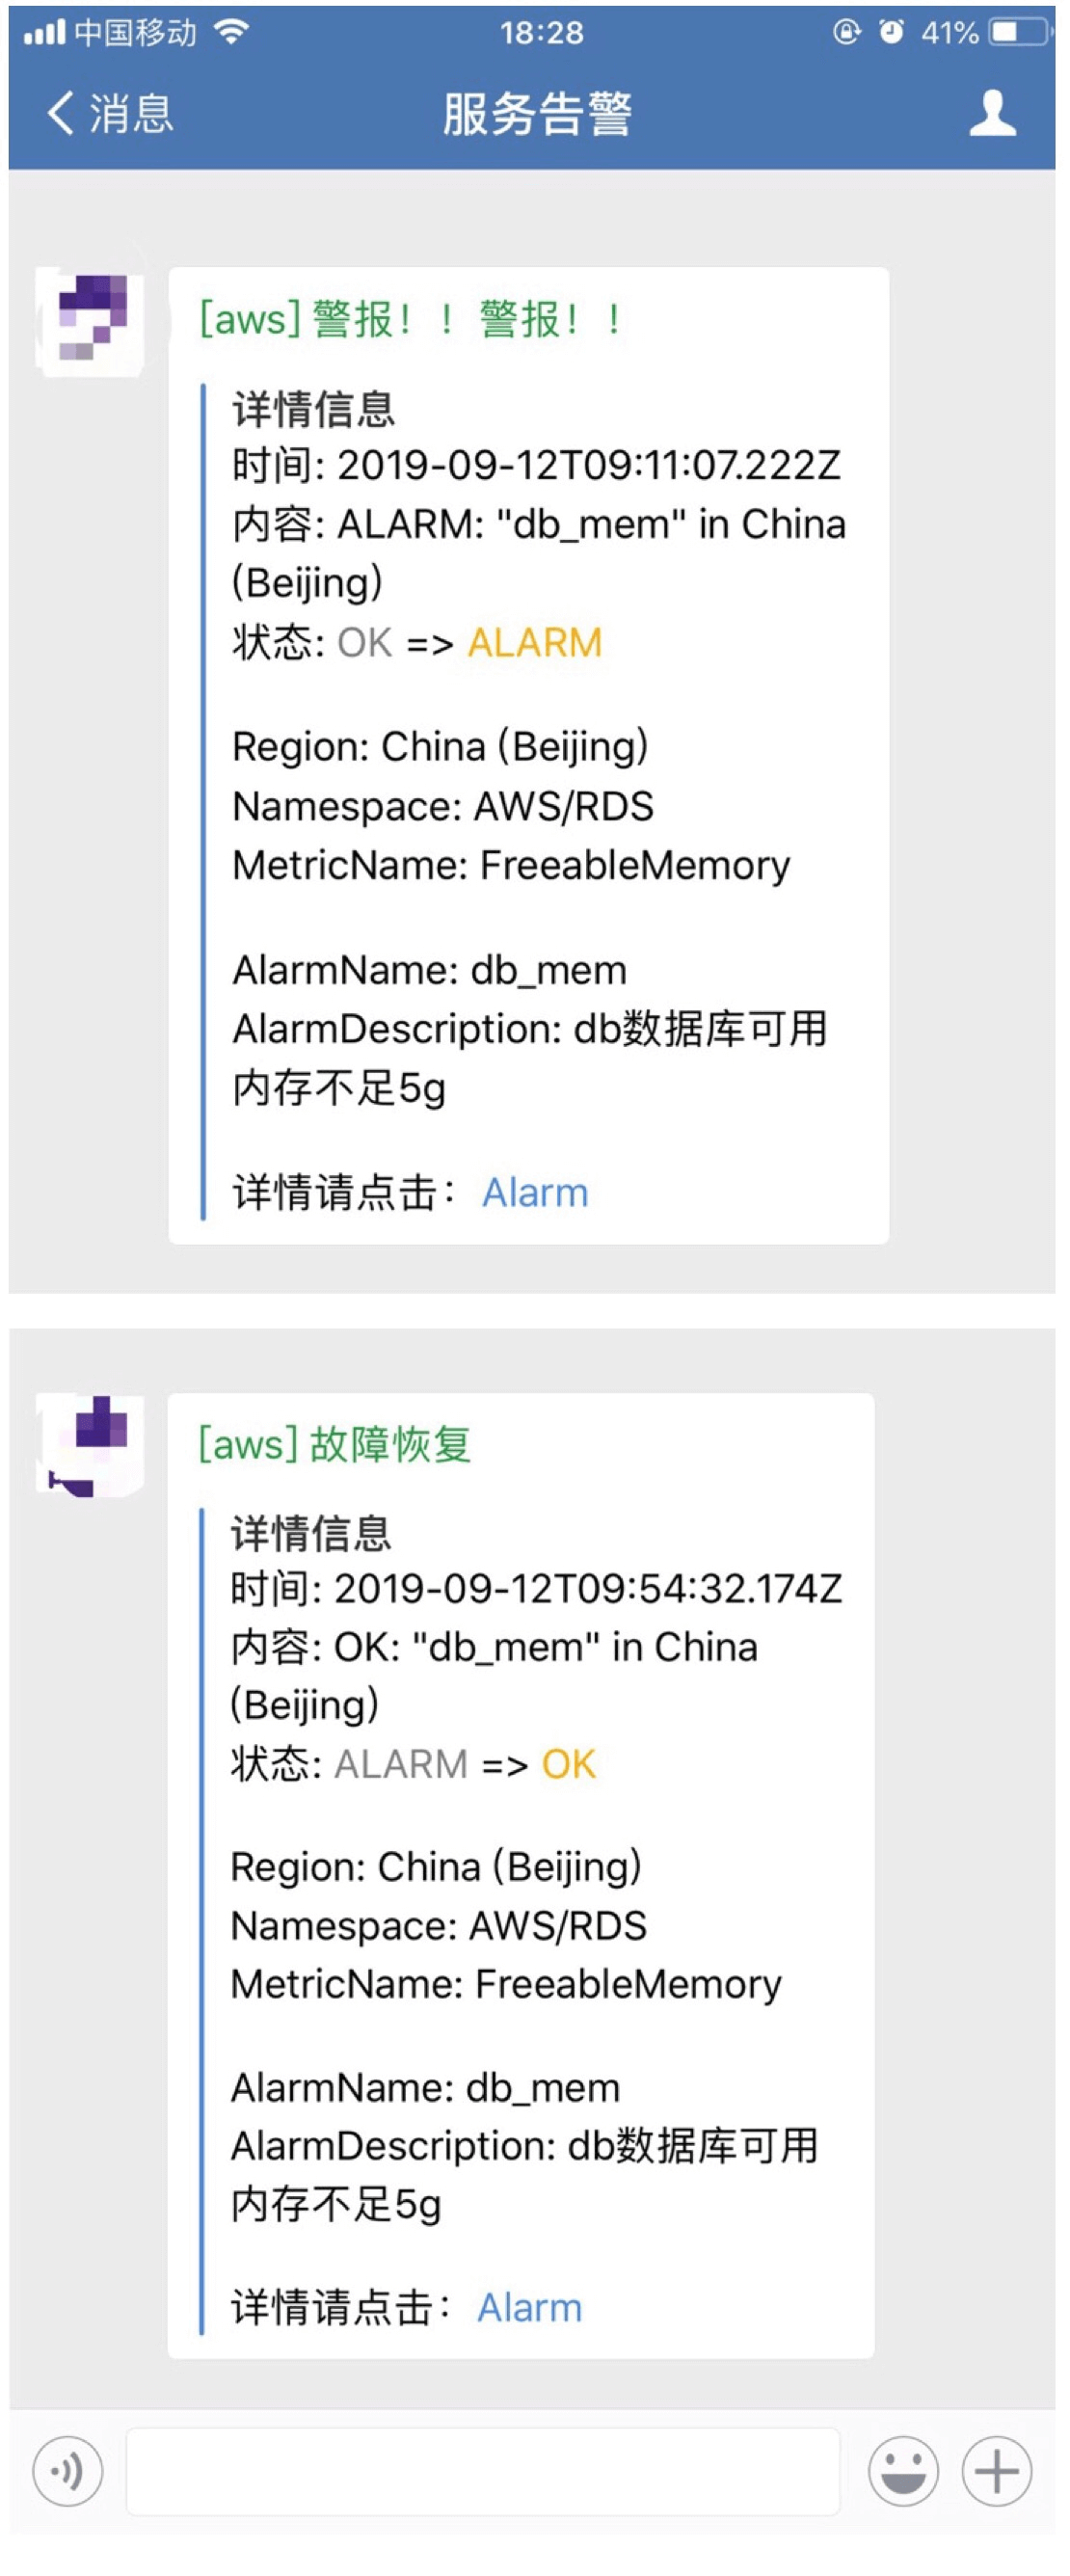 中国移动 18:28 41%
消息 服务告警
[aws] 警报！！警报！！
详情信息
时间: 2019-09-12T09:11:07.222Z
内容: ALARM: "db_mem" in China
(Beijing)
状态: OK => ALARM
Region: China (Beijing)
Namespace: AWS/RDS
MetricName: FreeableMemory
AlarmName: db_mem
AlarmDescription: db数据库可用
内存不足5g
详情请点击： Alarm
[aws] 故障恢复
详情信息
时间: 2019-09-12T09:54:32.174Z
内容: OK: "db_mem" in China
(Beijing)
状态: ALARM => OK
Region: China (Beijing)
Namespace: AWS/RDS
MetricName: FreeableMemory
AlarmName: db_mem
AlarmDescription: db数据库可用
内存不足5g
详情请点击： Alarm